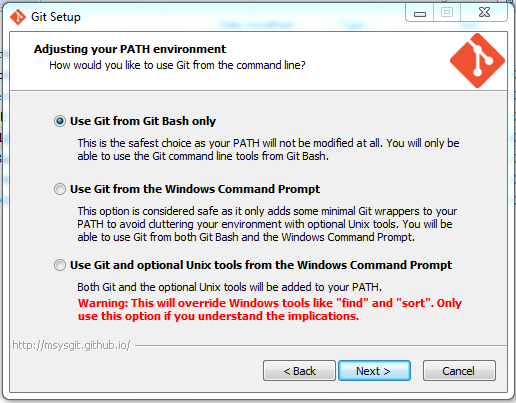 Git Setup
Adjusting your PATH environment
How would you like to use Git from the command line?
Use Git from Git Bash only
This is the safest choice as your PATH will not be modified at all. You will only
be able to use the Git command line tools from Git Bash.
Use Git from the Windows Command Prompt
This option is considered safe as it only adds some minimal Git wrappers to your
PATH to avoid cluttering your environment with optional Unix tools. You will be
able to use Git from both Git Bash and the Windows Command Prompt.
Use Git and optional Unix tools from the Windows Command Prompt
Both Git and the optional Unix tools will be added to your PATH.
Warning: This will override Windows tools like "find" and "sort". Only
use this option if you understand the implications.
http://msysgit.github.io/
< Back
Next >
Cancel